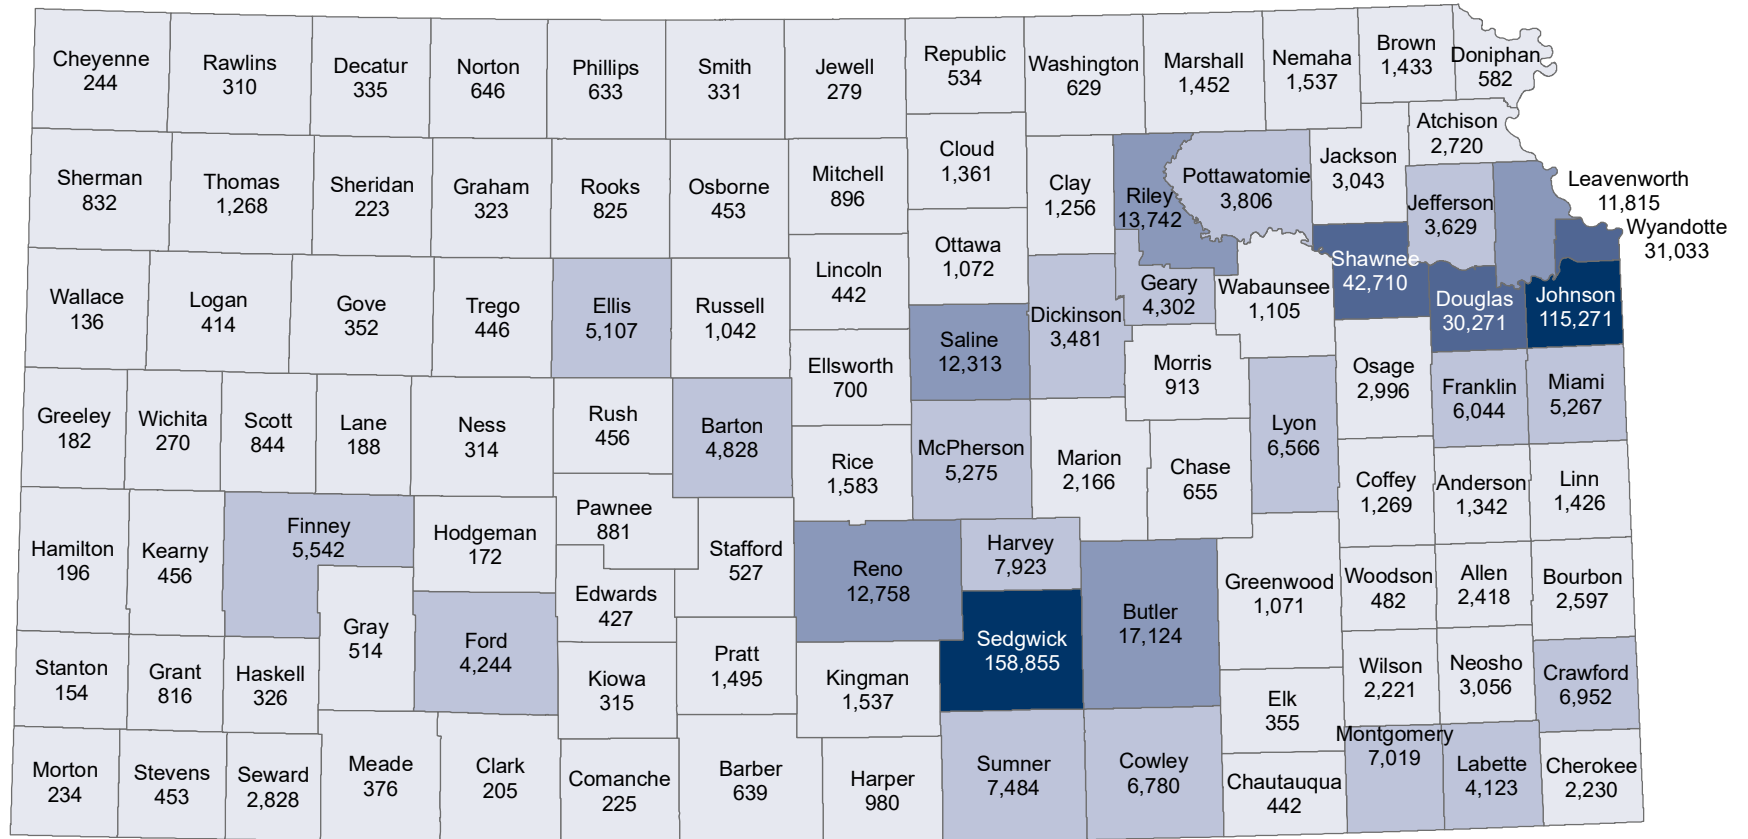 Cheyenne
244
Rawlins
310
Decatur
335
Norton
646
Phillips
633
Smith
331
Jewell
279
Republic
534
Washington
629
Marshall
1,452
Nemaha
1,537
Brown
1,433
Doniphan
582
Sherman
832
Thomas
1,268
Sheridan
223
Graham
323
Rooks
825
Osborne
453
Mitchell
896
Cloud
1,361
Clay
1,256
Riley
13,742
Pottawatomie
3,806
Jackson
3,043
Atchison
2,720
Jefferson
3,629
Leavenworth
11,815
Wyandotte
31,033
Wallace
136
Logan
414
Gove
352
Trego
446
Ellis
5,107
Russell
1,042
Lincoln
442
Ottawa
1,072
Saline
12,313
Dickinson
3,481
Geary
4,302
Wabaunsee
1,105
Shawnee
42,710
Douglas
30,271
Johnson
115,271
Greeley
182
Wichita
270
Scott
844
Lane
188
Ness
314
Rush
456
Barton
4,828
Ellsworth
700
Rice
1,583
McPherson
5,275
Marion
2,166
Morris
913
Chase
655
Lyon
6,566
Osage
2,996
Franklin
6,044
Miami
5,267
Coffey
1,269
Anderson
1,342
Linn
1,426
Hamilton
196
Kearny
456
Finney
5,542
Hodgeman
172
Pawnee
881
Stafford
527
Edwards
427
Reno
12,758
Harvey
7,923
Butler
17,124
Greenwood
1,071
Woodson
482
Allen
2,418
Bourbon
2,597
Stanton
154
Grant
816
Haskell
326
Gray
514
Ford
4,244
Kiowa
315
Pratt
1,495
Kingman
1,537
Sedgwick
158,855
Elk
355
Wilson
2,221
Neosho
3,056
Crawford
6,952
Morton
234
Stevens
453
Seward
2,828
Meade
376
Clark
205
Comanche
225
Barber
639
Harper
980
Sumner
7,484
Cowley
6,780
Chautauqua
442
Montgomery
7,019
Labette
4,123
Cherokee
2,230